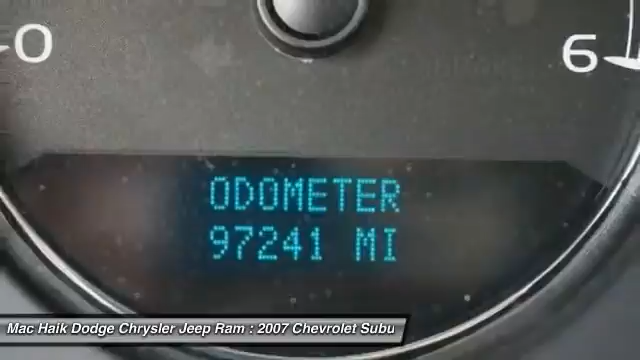 0 6
ODOMETER
97241 MI
Mac Haik Dodge Chrysler Jeep Ram : 2007 Chevrolet Subu